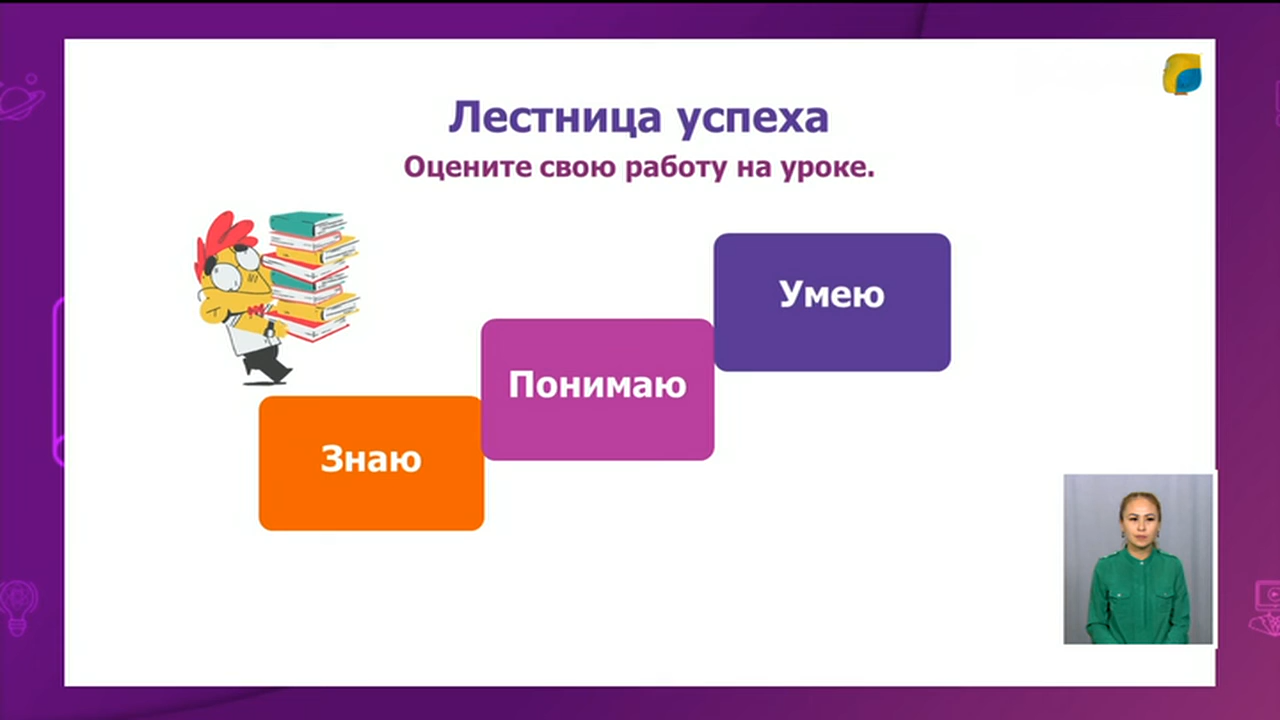 Лестница успеха
Оцените свою работу на уроке.
Умею
Понимаю
Знаю